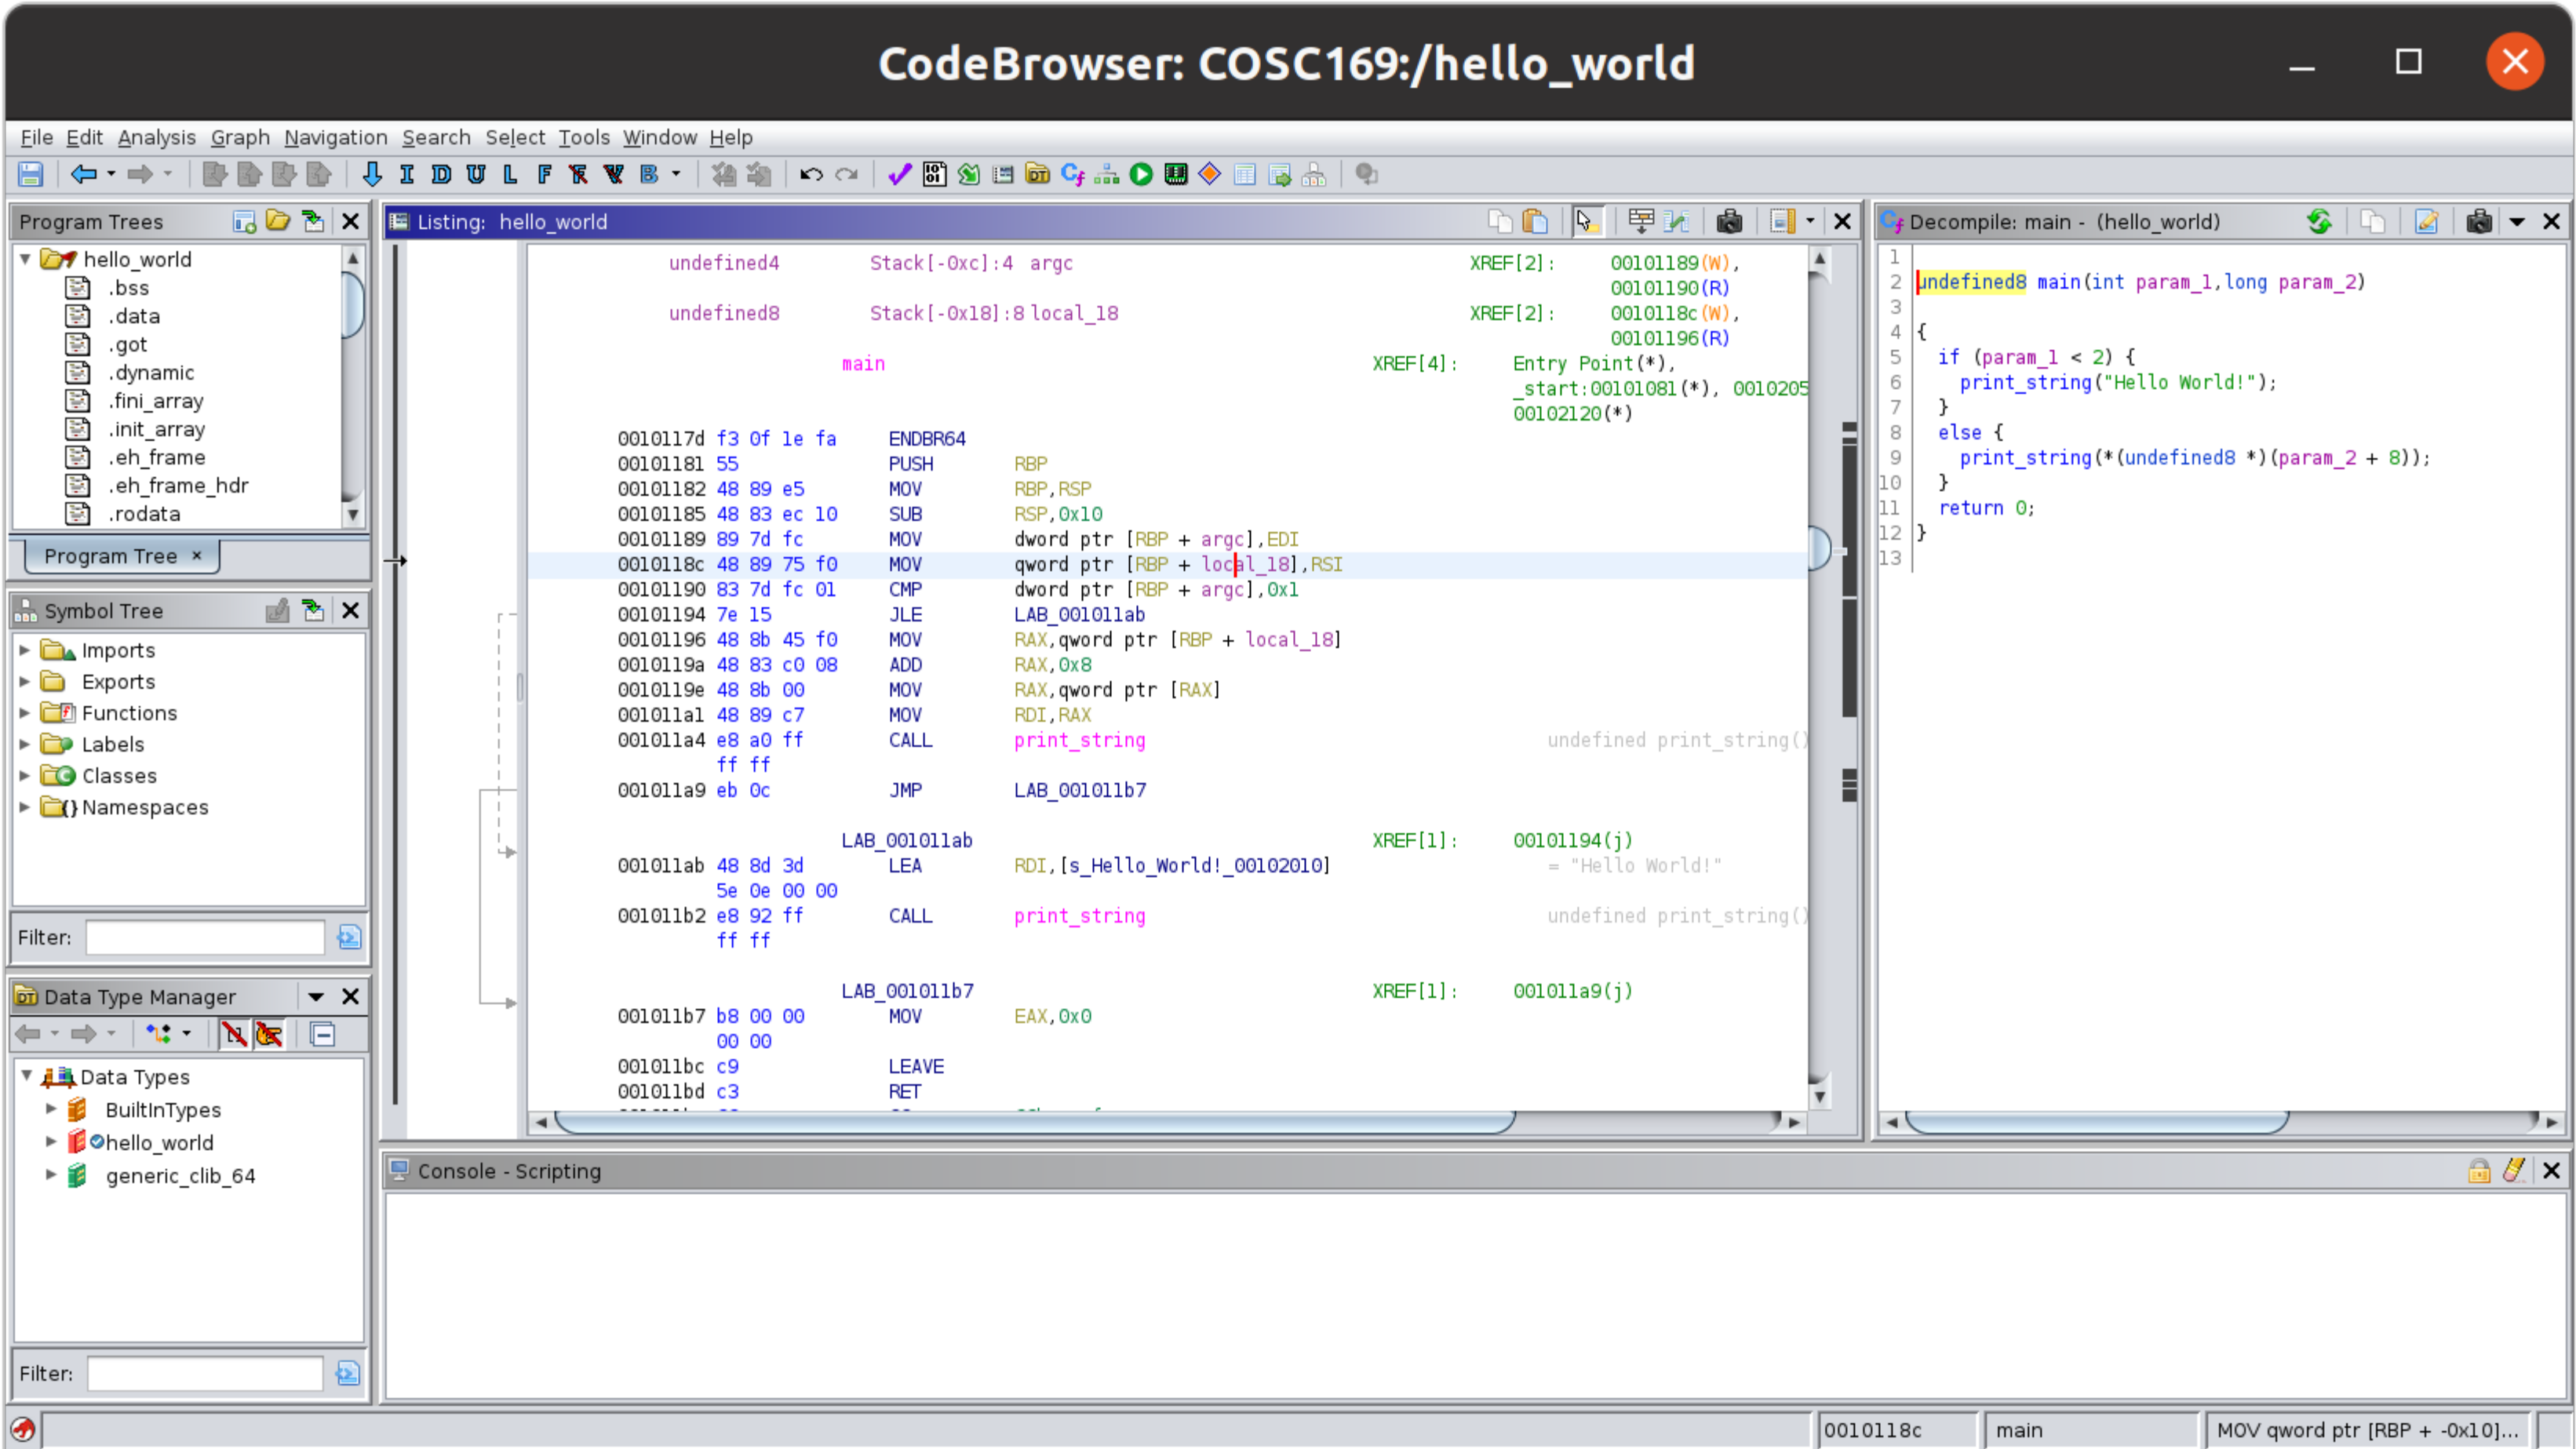 CodeBrowser: COSC169:/hello_world
File Edit Analysis Graph Navigation Search Select Tools Window Help
I D U L F F V B
Program Trees
hello_world
.bss
.data
.got
.dynamic
.fini_array
.init_array
.eh_frame
.eh_frame_hdr
.rodata
Program Tree ×
Symbol Tree
Imports
Exports
Functions
Labels
Classes
Namespaces
Filter:
Data Type Manager
Data Types
BuiltInTypes
hello_world
generic_clib_64
Filter:
Listing: hello_world
undefined4 Stack[-0xc]:4 argc XREF[2]: 00101189(W),
00101190(R)
undefined8 Stack[-0x18]:8 local_18 XREF[2]: 0010118c(W),
00101196(R)
main XREF[4]: Entry Point(*),
_start:00101081(*), 0010205
00102120(*)
0010117d f3 0f 1e fa ENDBR64
00101181 55 PUSH RBP
00101182 48 89 e5 MOV RBP,RSP
00101185 48 83 ec 10 SUB RSP,0x10
00101189 89 7d fc MOV dword ptr [RBP + argc],EDI
0010118c 48 89 75 f0 MOV qword ptr [RBP + local_18],RSI
00101190 83 7d fc 01 CMP dword ptr [RBP + argc],0x1
00101194 7e 15 JLE LAB_001011ab
00101196 48 8b 45 f0 MOV RAX,qword ptr [RBP + local_18]
0010119a 48 83 c0 08 ADD RAX,0x8
0010119e 48 8b 00 MOV RAX,qword ptr [RAX]
001011a1 48 89 c7 MOV RDI,RAX
001011a4 e8 a0 ff CALL print_string undefined print_string()
ff ff
001011a9 eb 0c JMP LAB_001011b7
LAB_001011ab XREF[1]: 00101194(j)
001011ab 48 8d 3d LEA RDI,[s_Hello_World!_00102010] = "Hello World!"
5e 0e 00 00
001011b2 e8 92 ff CALL print_string undefined print_string()
ff ff
LAB_001011b7 XREF[1]: 001011a9(j)
001011b7 b8 00 00 MOV EAX,0x0
00 00
001011bc c9 LEAVE
001011bd c3 RET
Decompile: main - (hello_world)
1
2 undefined8 main(int param_1,long param_2)
3
4 {
5 if (param_1 < 2) {
6 print_string("Hello World!");
7 }
8 else {
9 print_string(*(undefined8 *)(param_2 + 8));
10 }
11 return 0;
12 }
13
Console - Scripting
0010118c main MOV qword ptr [RBP + -0x10]...